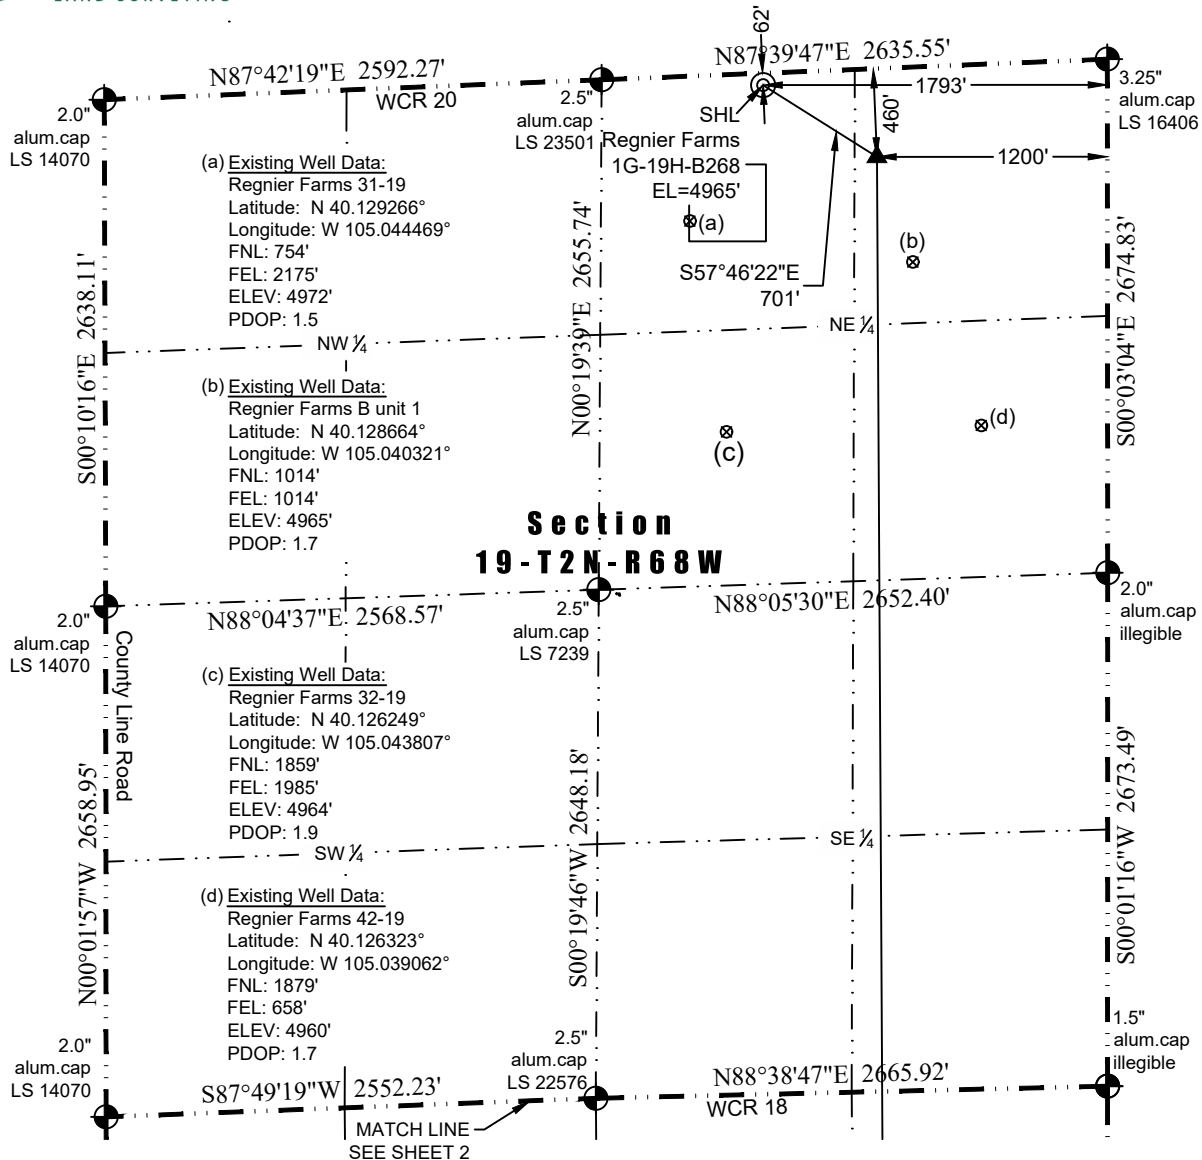 62'
N87°42'19"E 2592.27'
N87°39'47"E 2635.55'
WCR 20
1793'
460'
1200'
2.0"
alum.cap
LS 14070
2.5"
alum.cap
LS 23501
3.25"
alum.cap
LS 16406
SHL
Regnier Farms
1G-19H-B268
EL=4965'
(a)
(b)
S57°46'22"E
701'
(a) Existing Well Data:
Regnier Farms 31-19
Latitude: N 40.129266°
Longitude: W 105.044469°
FNL: 754'
FEL: 2175'
ELEV: 4972'
PDOP: 1.5
S00°10'16"E 2638.11'
N00°19'39"E 2655.74'
S00°03'04"E 2674.83'
NW ¼
NE ¼
(b) Existing Well Data:
Regnier Farms B unit 1
Latitude: N 40.128664°
Longitude: W 105.040321°
FNL: 1014'
FEL: 1014'
ELEV: 4965'
PDOP: 1.7
(c)
(d)
Section
19-T2N-R68W
N88°04'37"E 2568.57'
N88°05'30"E 2652.40'
2.0"
alum.cap
LS 14070
2.5"
alum.cap
LS 7239
2.0"
alum.cap
illegible
County Line Road
(c) Existing Well Data:
Regnier Farms 32-19
Latitude: N 40.126249°
Longitude: W 105.043807°
FNL: 1859'
FEL: 1985'
ELEV: 4964'
PDOP: 1.9
N00°01'57"W 2658.95'
S00°19'46"W 2648.18'
S00°01'16"W 2673.49'
SW ¼
SE ¼
(d) Existing Well Data:
Regnier Farms 42-19
Latitude: N 40.126323°
Longitude: W 105.039062°
FNL: 1879'
FEL: 658'
ELEV: 4960'
PDOP: 1.7
2.0"
alum.cap
LS 14070
2.5"
alum.cap
LS 22576
1.5"
alum.cap
illegible
S87°49'19"W 2552.23'
N88°38'47"E 2665.92'
WCR 18
MATCH LINE
SEE SHEET 2